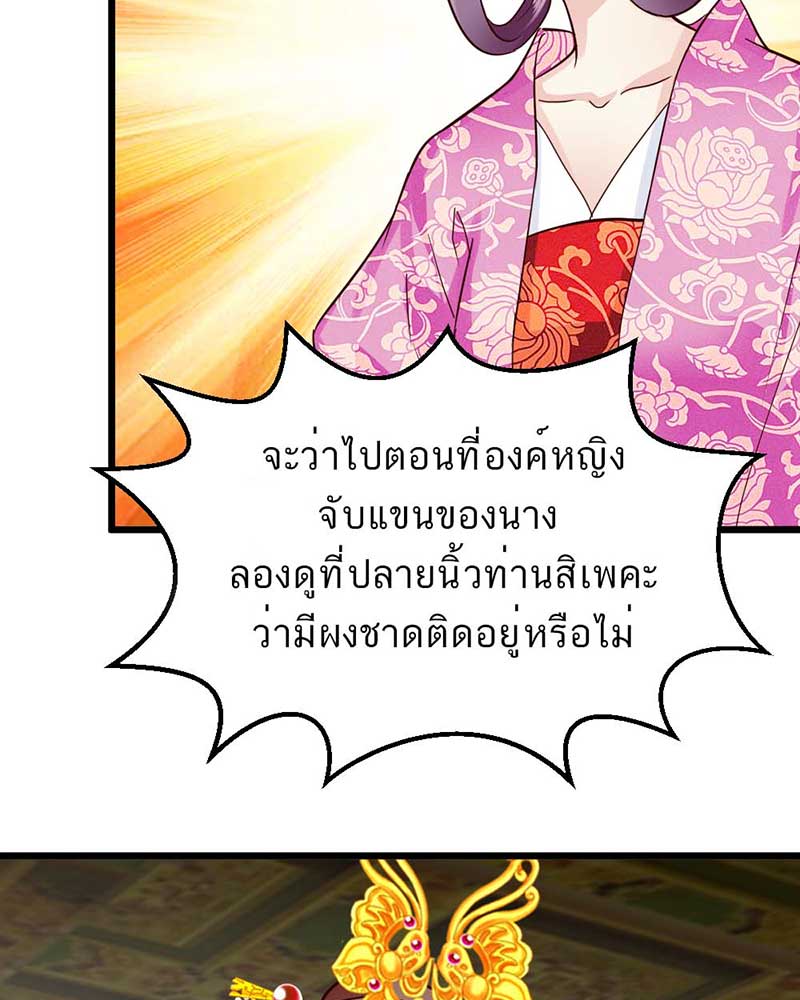 จะว่าไปตอนที่องค์หญิง
จับแขนของนาง
ลองดูที่ปลายนิ้วท่านสิเพคะ
ว่ามีผงชาดติดอยู่หรือไม่